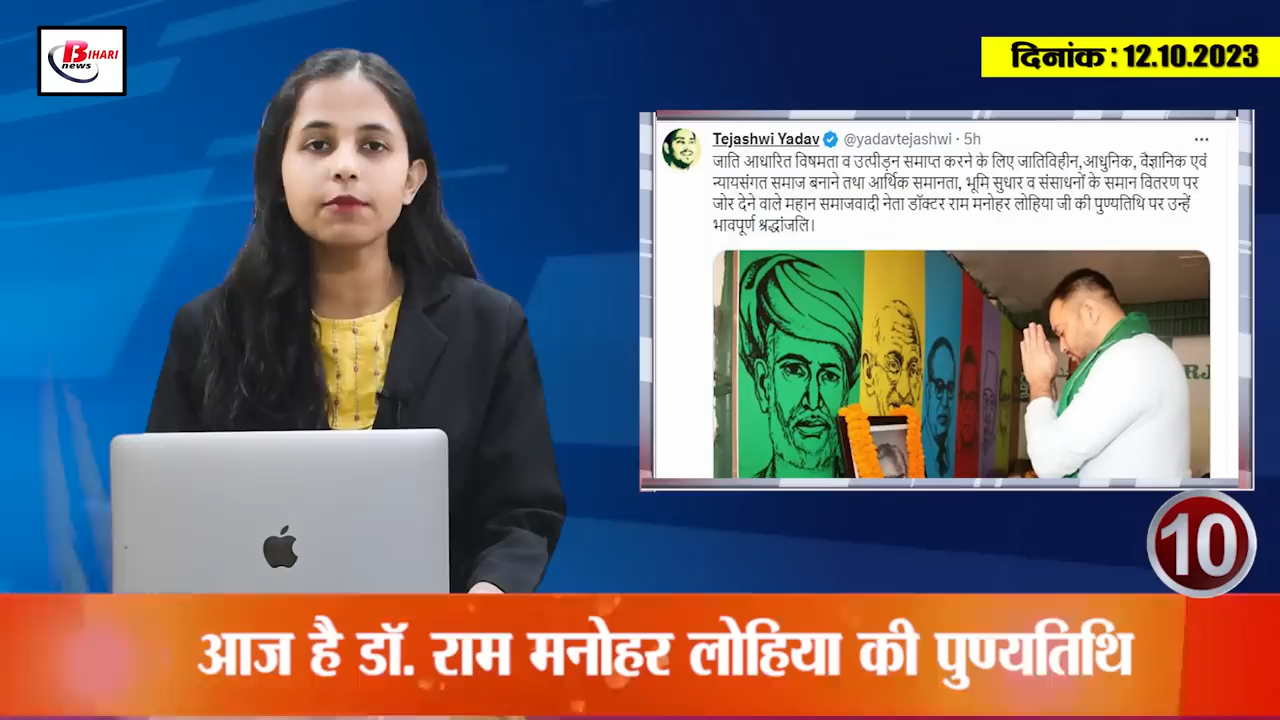 BIHARI
news
दिनांक : 12.10.2023
Tejashwi Yadav @yadavtejashwi · 5h
जाति आधारित विषमता व उत्पीड़न समाप्त करने के लिए जातिविहीन,आधुनिक, वैज्ञानिक एवं
न्यायसंगत समाज बनाने तथा आर्थिक समानता, भूमि सुधार व संसाधनों के समान वितरण पर
जोर देने वाले महान समाजवादी नेता डॉक्टर राम मनोहर लोहिया जी की पुण्यतिथि पर उन्हें
भावपूर्ण श्रद्धांजलि।
RJ
10
आज है डॉ. राम मनोहर लोहिया की पुण्यतिथि